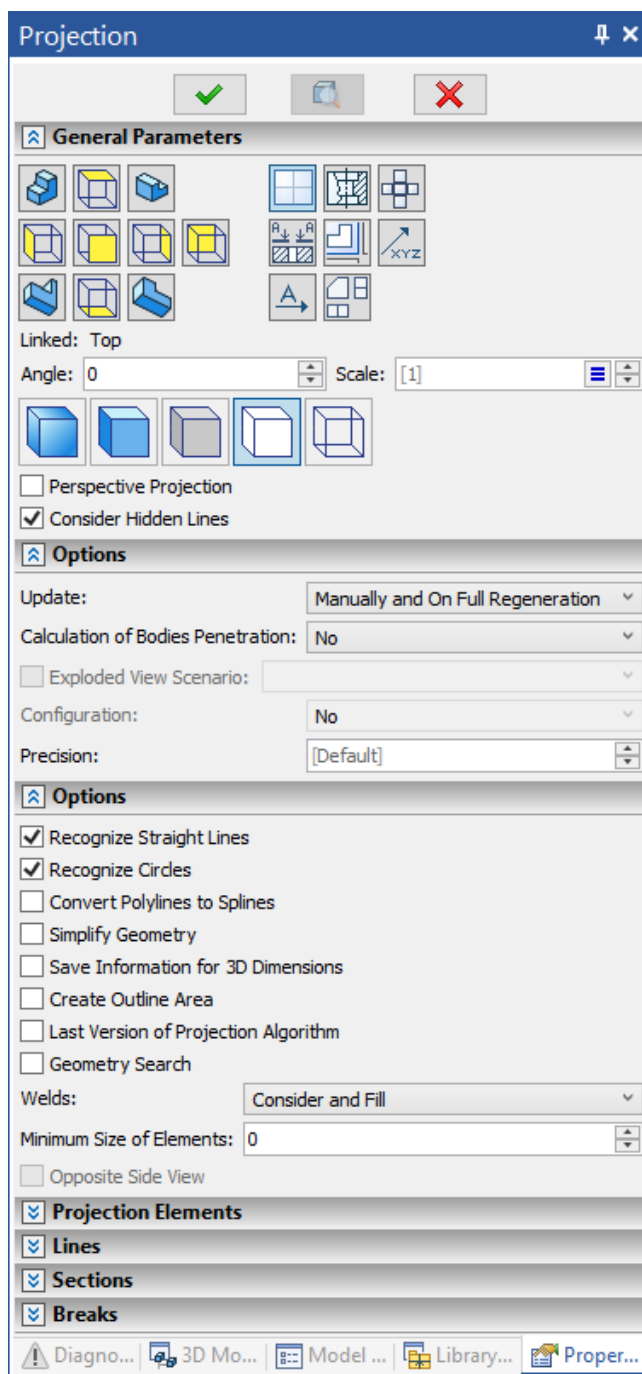 Projection
General Parameters
A A
XYZ
A
Linked: Top
Angle: 0 Scale: [1]
Perspective Projection
Consider Hidden Lines
Options
Update: Manually and On Full Regeneration
Calculation of Bodies Penetration: No
Exploded View Scenario:
Configuration: No
Precision: [Default]
Options
Recognize Straight Lines
Recognize Circles
Convert Polylines to Splines
Simplify Geometry
Save Information for 3D Dimensions
Create Outline Area
Last Version of Projection Algorithm
Geometry Search
Welds: Consider and Fill
Minimum Size of Elements: 0
Opposite Side View
Projection Elements
Lines
Sections
Breaks
Diagno... 3D Mo... Model ... Library... Proper...